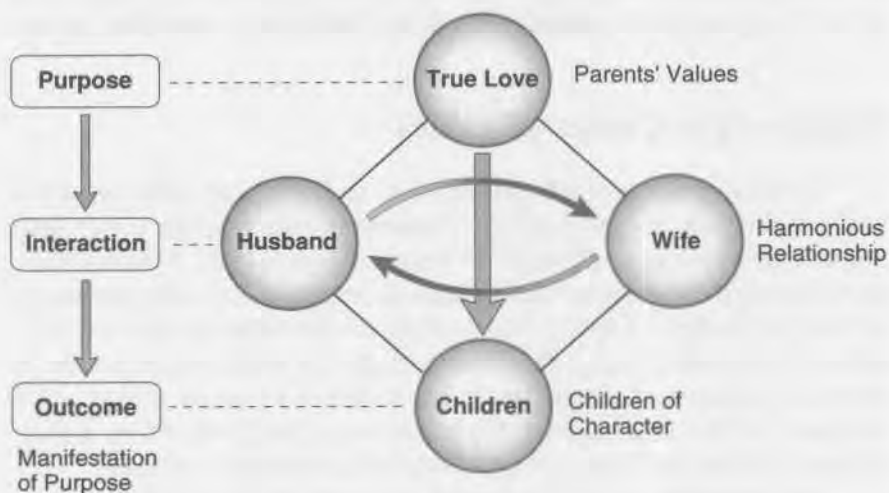 Purpose
True Love
Parents' Values
Interaction
Husband
Wife
Harmonious
Relationship
Outcome
Children
Children of
Character
Manifestation
of Purpose